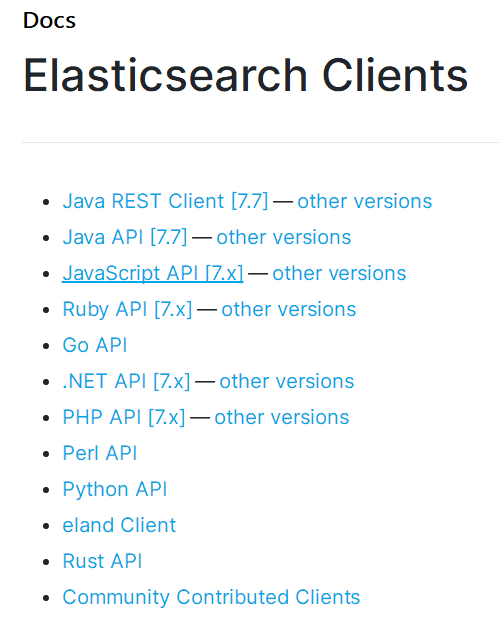 Docs
Elasticsearch Clients
• Java REST Client [7.7] — other versions
• Java API [7.7] — other versions
• JavaScript API [7.x] — other versions
• Ruby API [7.x] — other versions
• Go API
• .NET API [7.x] — other versions
• PHP API [7.x] — other versions
• Perl API
• Python API
• eland Client
• Rust API
• Community Contributed Clients